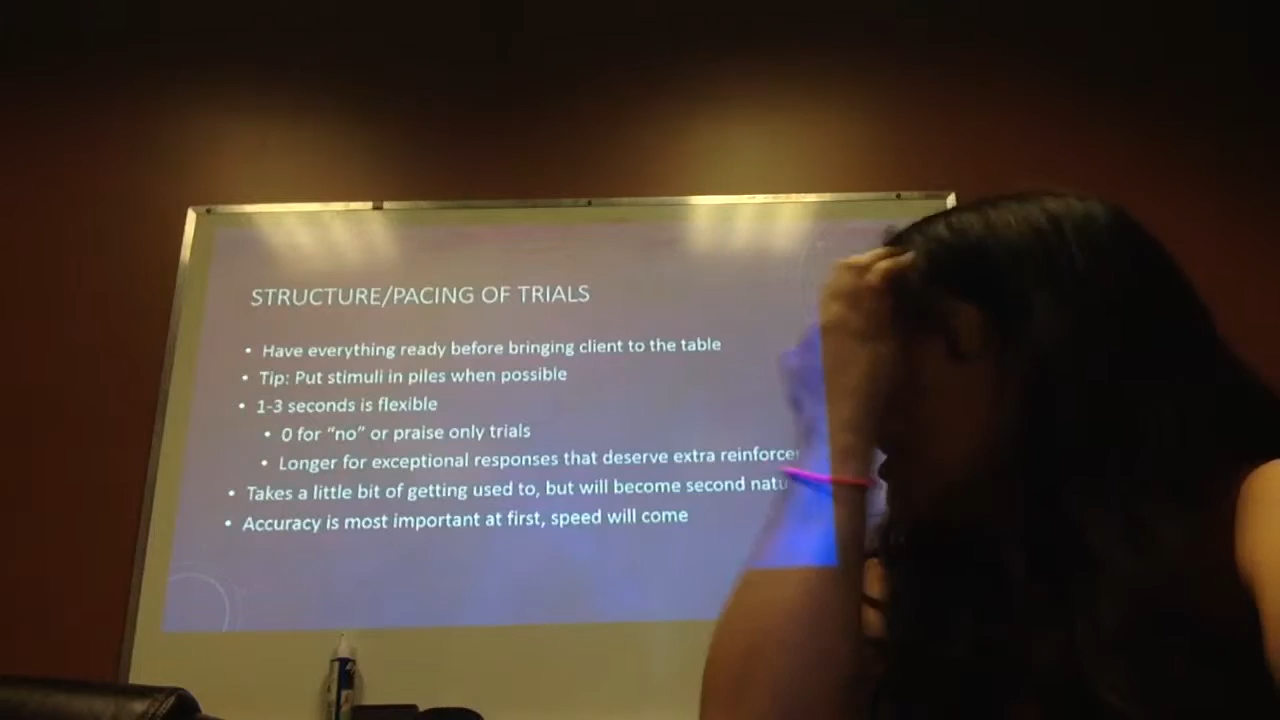 STRUCTURE/PACING OF TRIALS
• Have everything ready before bringing client to the table
• Tip: Put stimuli in piles when possible
• 1-3 seconds is flexible
• 0 for "no" or praise only trials
• Longer for exceptional responses that deserve extra
• Takes a little bit of getting used to, but will become second
• Accuracy is most important at first, speed will come